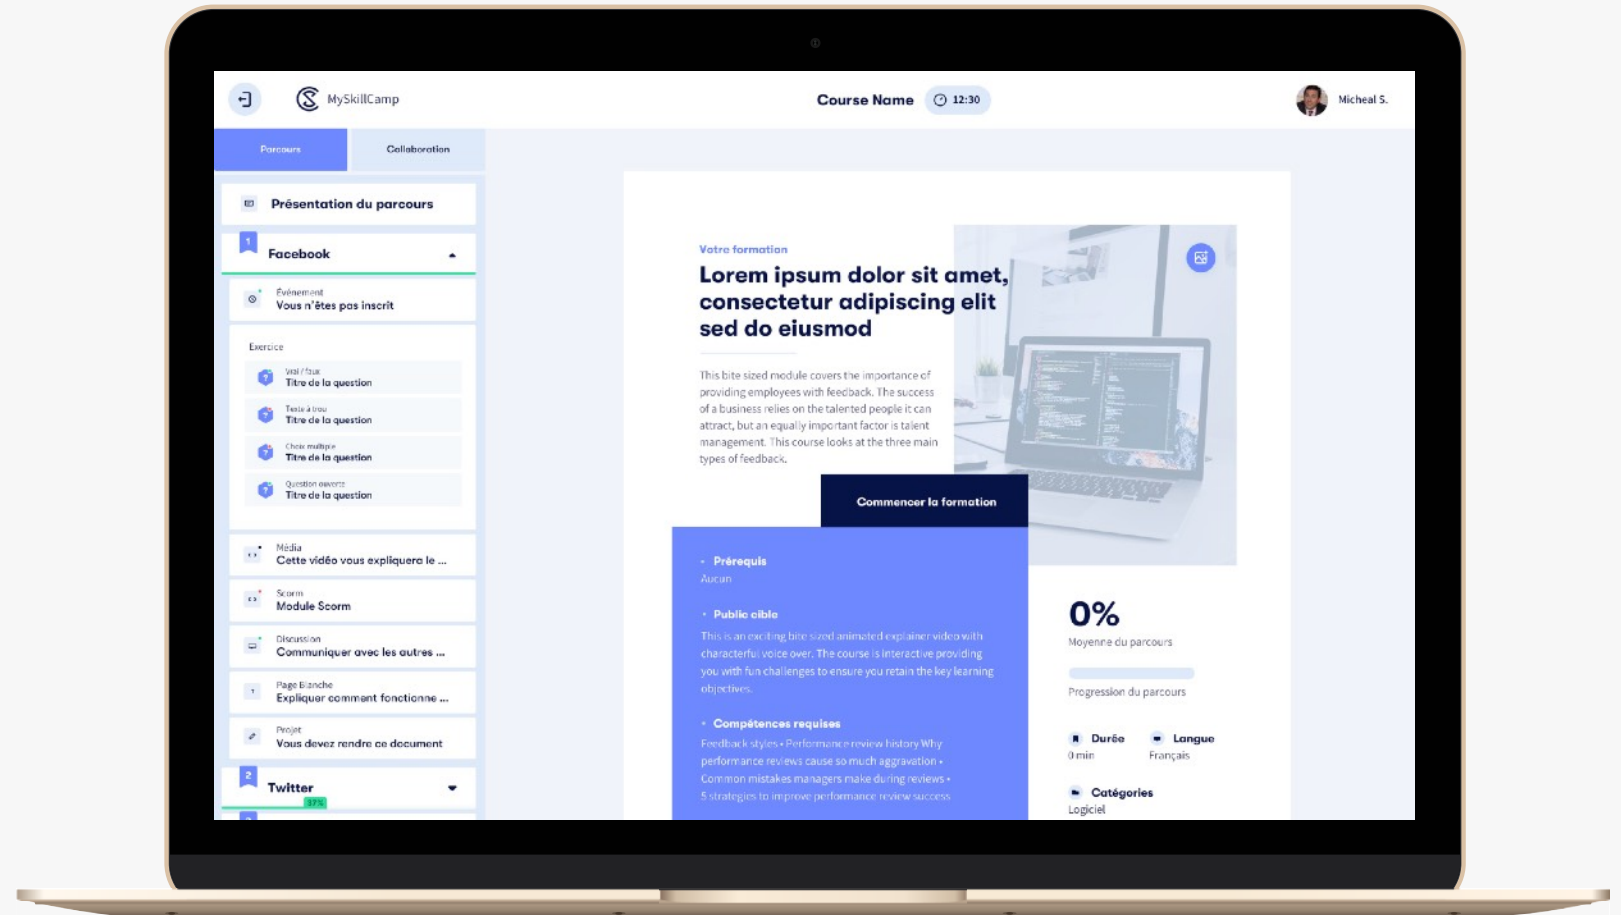 MySkillCamp
Course Name
12:30
Micheal S.
Parcours
Collaboration
Présentation du parcours
1
Facebook
Événement
Vous n'êtes pas inscrit
Exercice
Vrai / faux
Titre de la question
Texte à trou
Titre de la question
Choix multiple
Titre de la question
Question ouverte
Titre de la question
Média
Cette vidéo vous expliquera le ...
Scorm
Module Scorm
Discussion
Communiquer avec les autres ...
Page Blanche
Expliquer comment fonctionne ...
Projet
Vous devez rendre ce document
2
Twitter
37%
Votre formation
Lorem ipsum dolor sit amet,
consectetur adipiscing elit
sed do eiusmod
This bite sized module covers the importance of
providing employees with feedback. The success
of a business relies on the talented people it can
attract, but an equally important factor is talent
management. This course looks at the three main
types of feedback.
Commencer la formation
• Prérequis
Aucun
• Public cible
This is an exciting bite sized animated explainer video with
characterful voice over. The course is interactive providing
you with fun challenges to ensure you retain the key learning
objectives.
• Compétences requises
Feedback styles • Performance review history Why
performance reviews cause so much aggravation •
Common mistakes managers make during reviews •
5 strategies to improve performance review success
0%
Moyenne du parcours
Progression du parcours
Durée
0 min
Langue
Français
Catégories
Logiciel